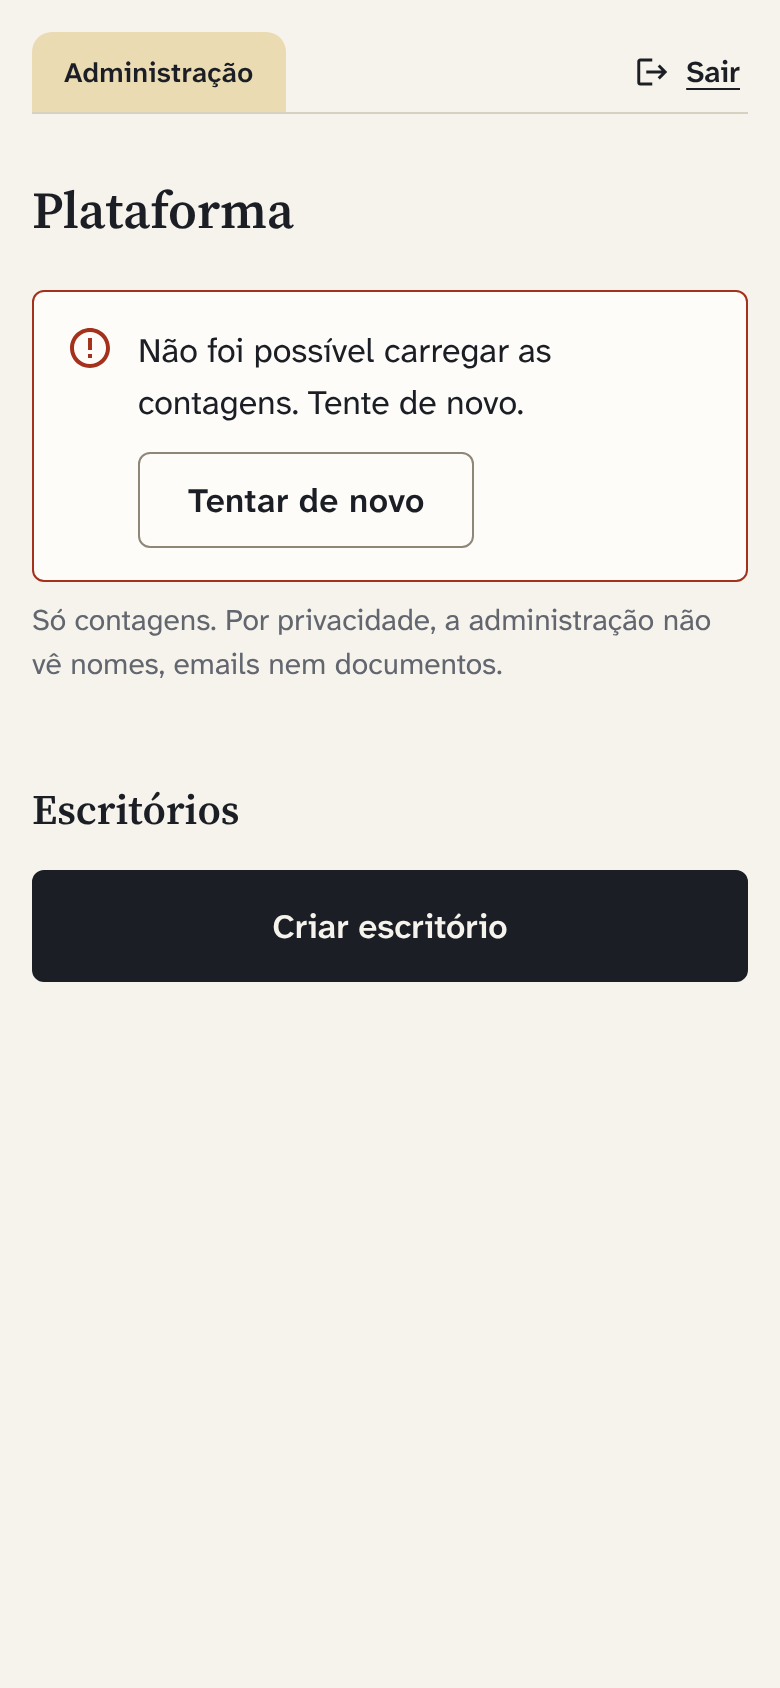 Administração
Sair
Plataforma
Não foi possível carregar as
contagens. Tente de novo.
Tentar de novo
Só contagens. Por privacidade, a administração não
vê nomes, emails nem documentos.
Escritórios
Criar escritório